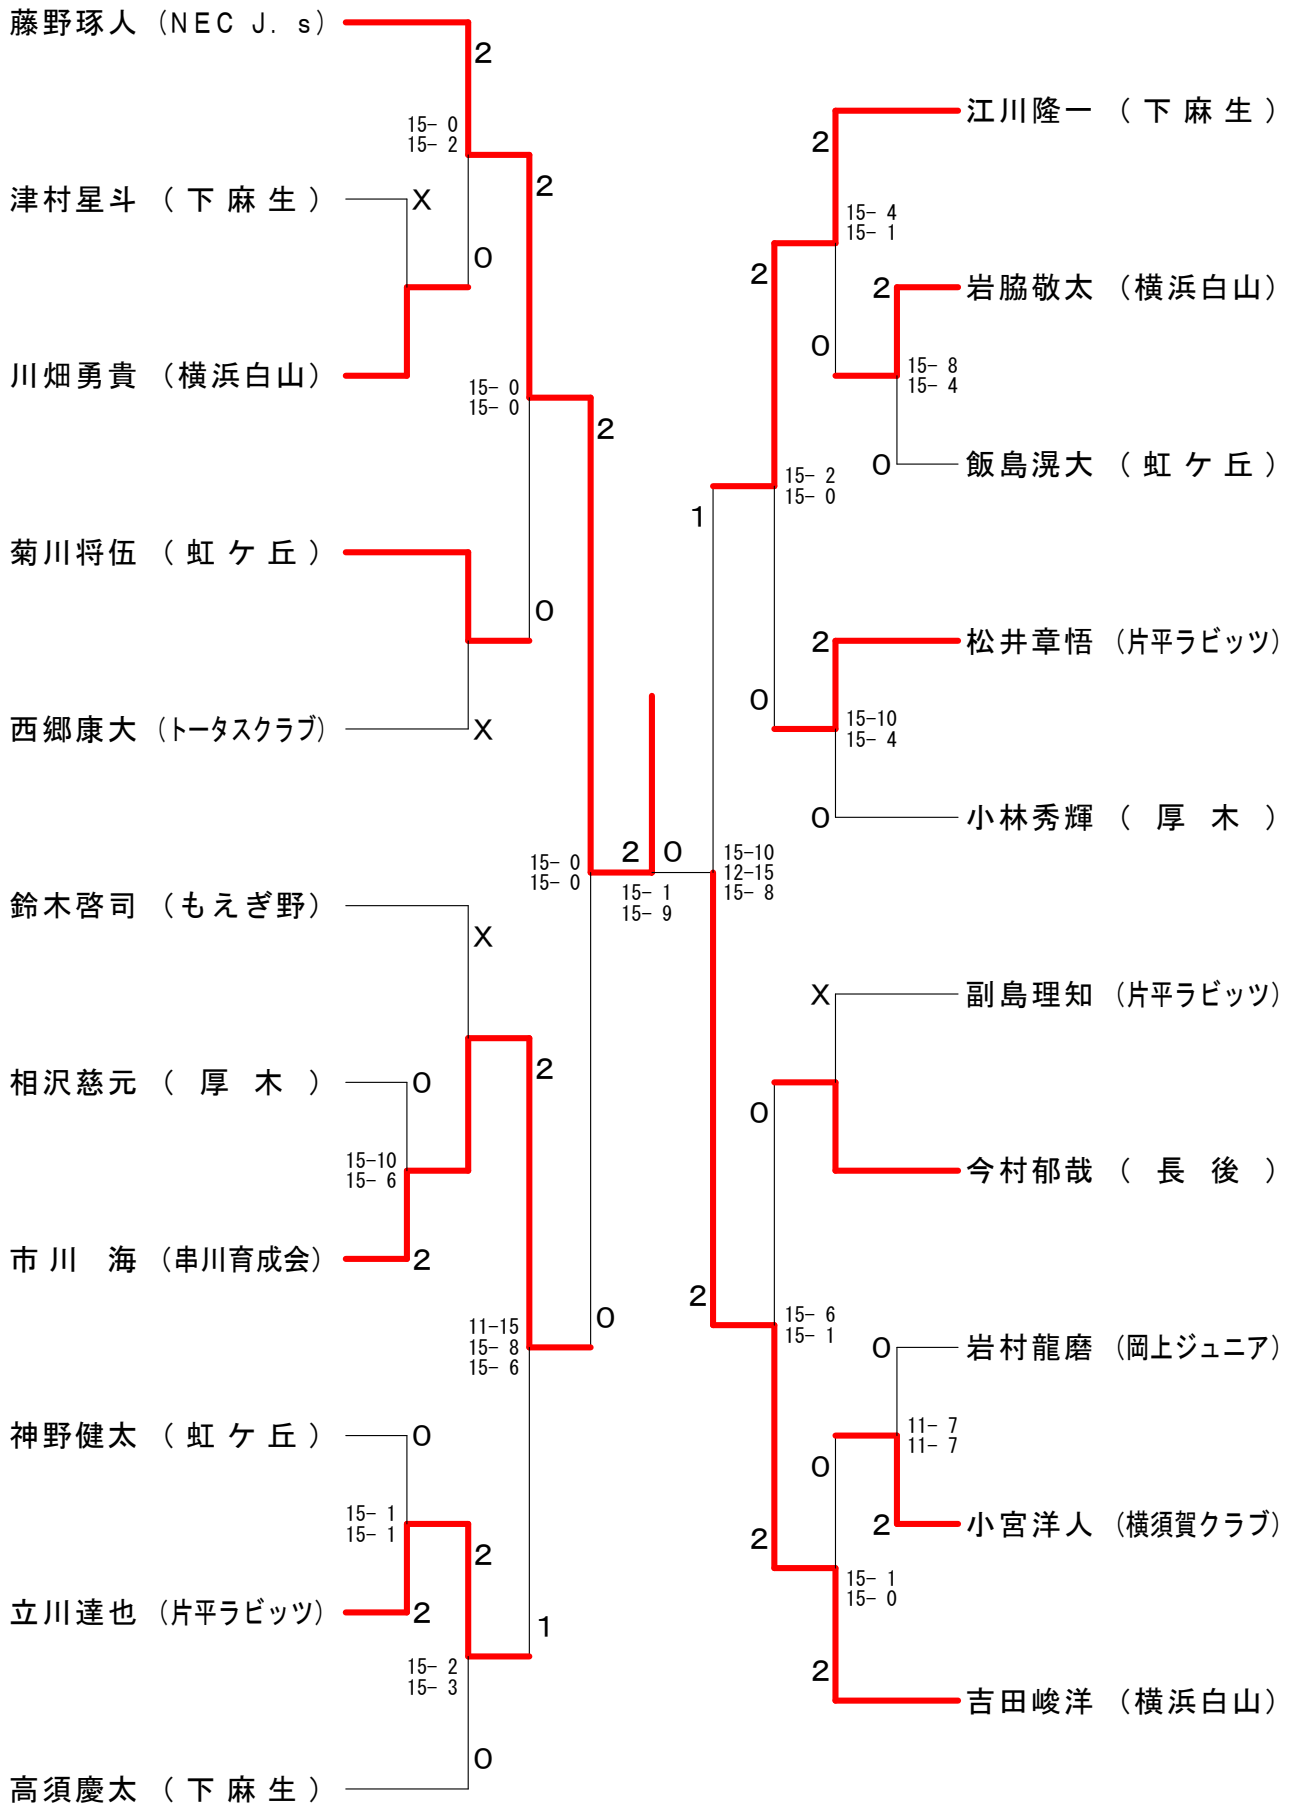 藤野琢人 (NEC J. s)
2
15- 0
15- 2
津村星斗 (下麻生)
X
0
川畑勇貴 (横浜白山)
2
15- 0
15- 0
2
菊川将伍 (虹ケ丘)
0
西郷康大 (トータスクラブ)
X
鈴木啓司 (もえぎ野)
X
15- 0
15- 0
相沢慈元 (厚木)
0
15-10
15- 6
2
市川 海 (串川育成会)
2
11-15
15- 8
15- 6
0
神野健太 (虹ケ丘)
0
15- 1
15- 1
2
立川達也 (片平ラビッツ)
2
1
15- 2
15- 3
高須慶太 (下麻生)
0
2
0
15- 1
15- 9
江川隆一 (下麻生)
2
15- 4
15- 1
2
岩脇敬太 (横浜白山)
2
0
15- 8
15- 4
飯島滉大 (虹ケ丘)
0
15- 2
15- 0
1
松井章悟 (片平ラビッツ)
2
0
15-10
15- 4
小林秀輝 (厚木)
0
15-10
12-15
15- 8
副島理知 (片平ラビッツ)
X
0
今村郁哉 (長後)
2
15- 6
15- 1
岩村龍磨 (岡上ジュニア)
0
11- 7
11- 7
0
小宮洋人 (横須賀クラブ)
2
2
15- 1
15- 0
吉田峻洋 (横浜白山)
2